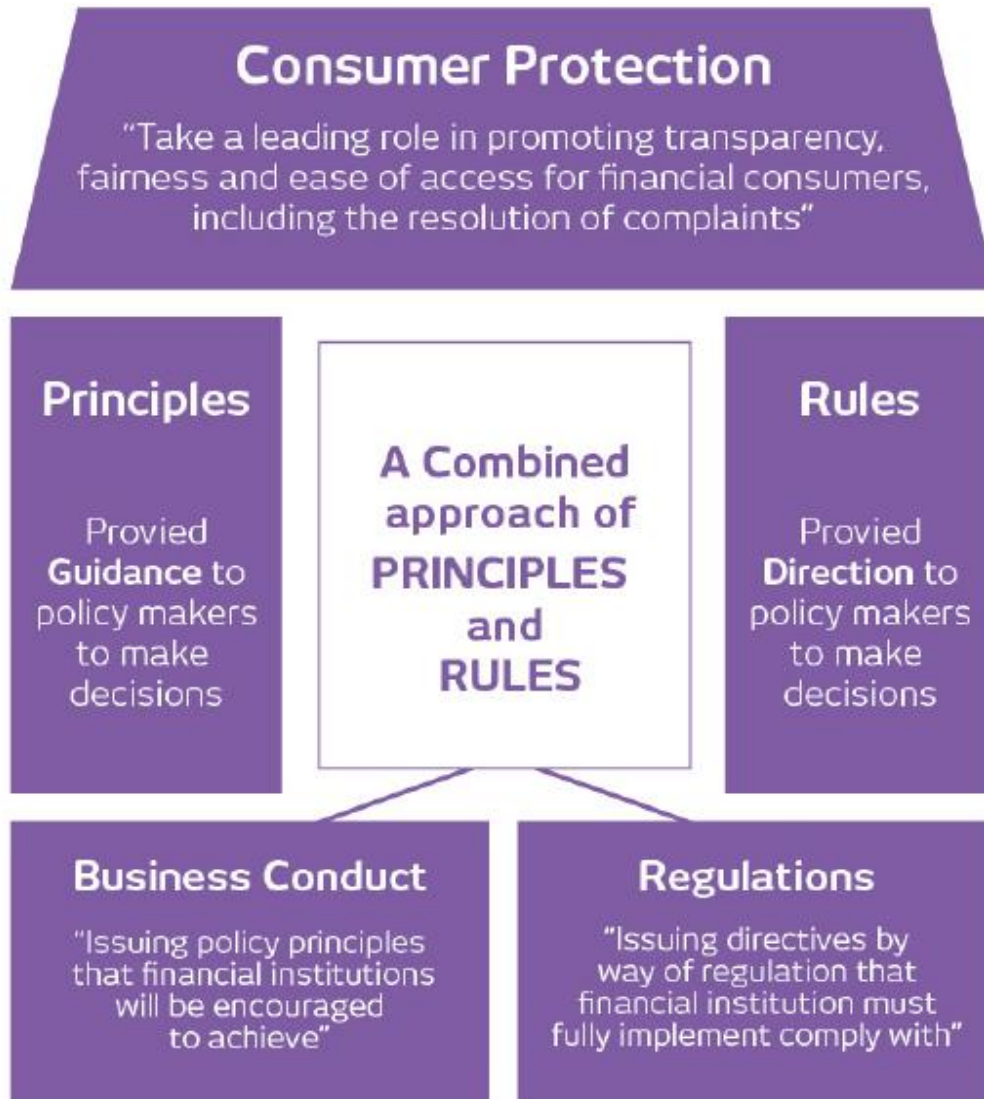 Consumer Protection
“Take a leading role in promoting transparency,
fairness and ease of access for financial consumers,
including the resolution of complaints”
Principles
Provied
Guidance to
policy makers
to make
decisions
A Combined
approach of
PRINCIPLES
and
RULES
Rules
Provied
Direction to
policy makers
to make
decisions
Business Conduct
“Issuing policy principles
that financial institutions
will be encouraged
to achieve”
Regulations
“Issuing directives by
way of regulation that
financial institution must
fully implement comply with”